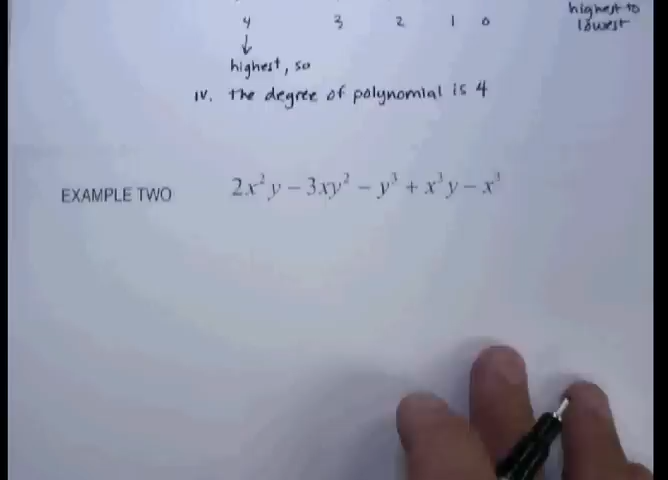 4 3 2 1 0
highest to
lowest
↓
highest, so
IV. The degree of polynomial is 4
EXAMPLE TWO 2x²y − 3xy² − y³ + x³y − x³